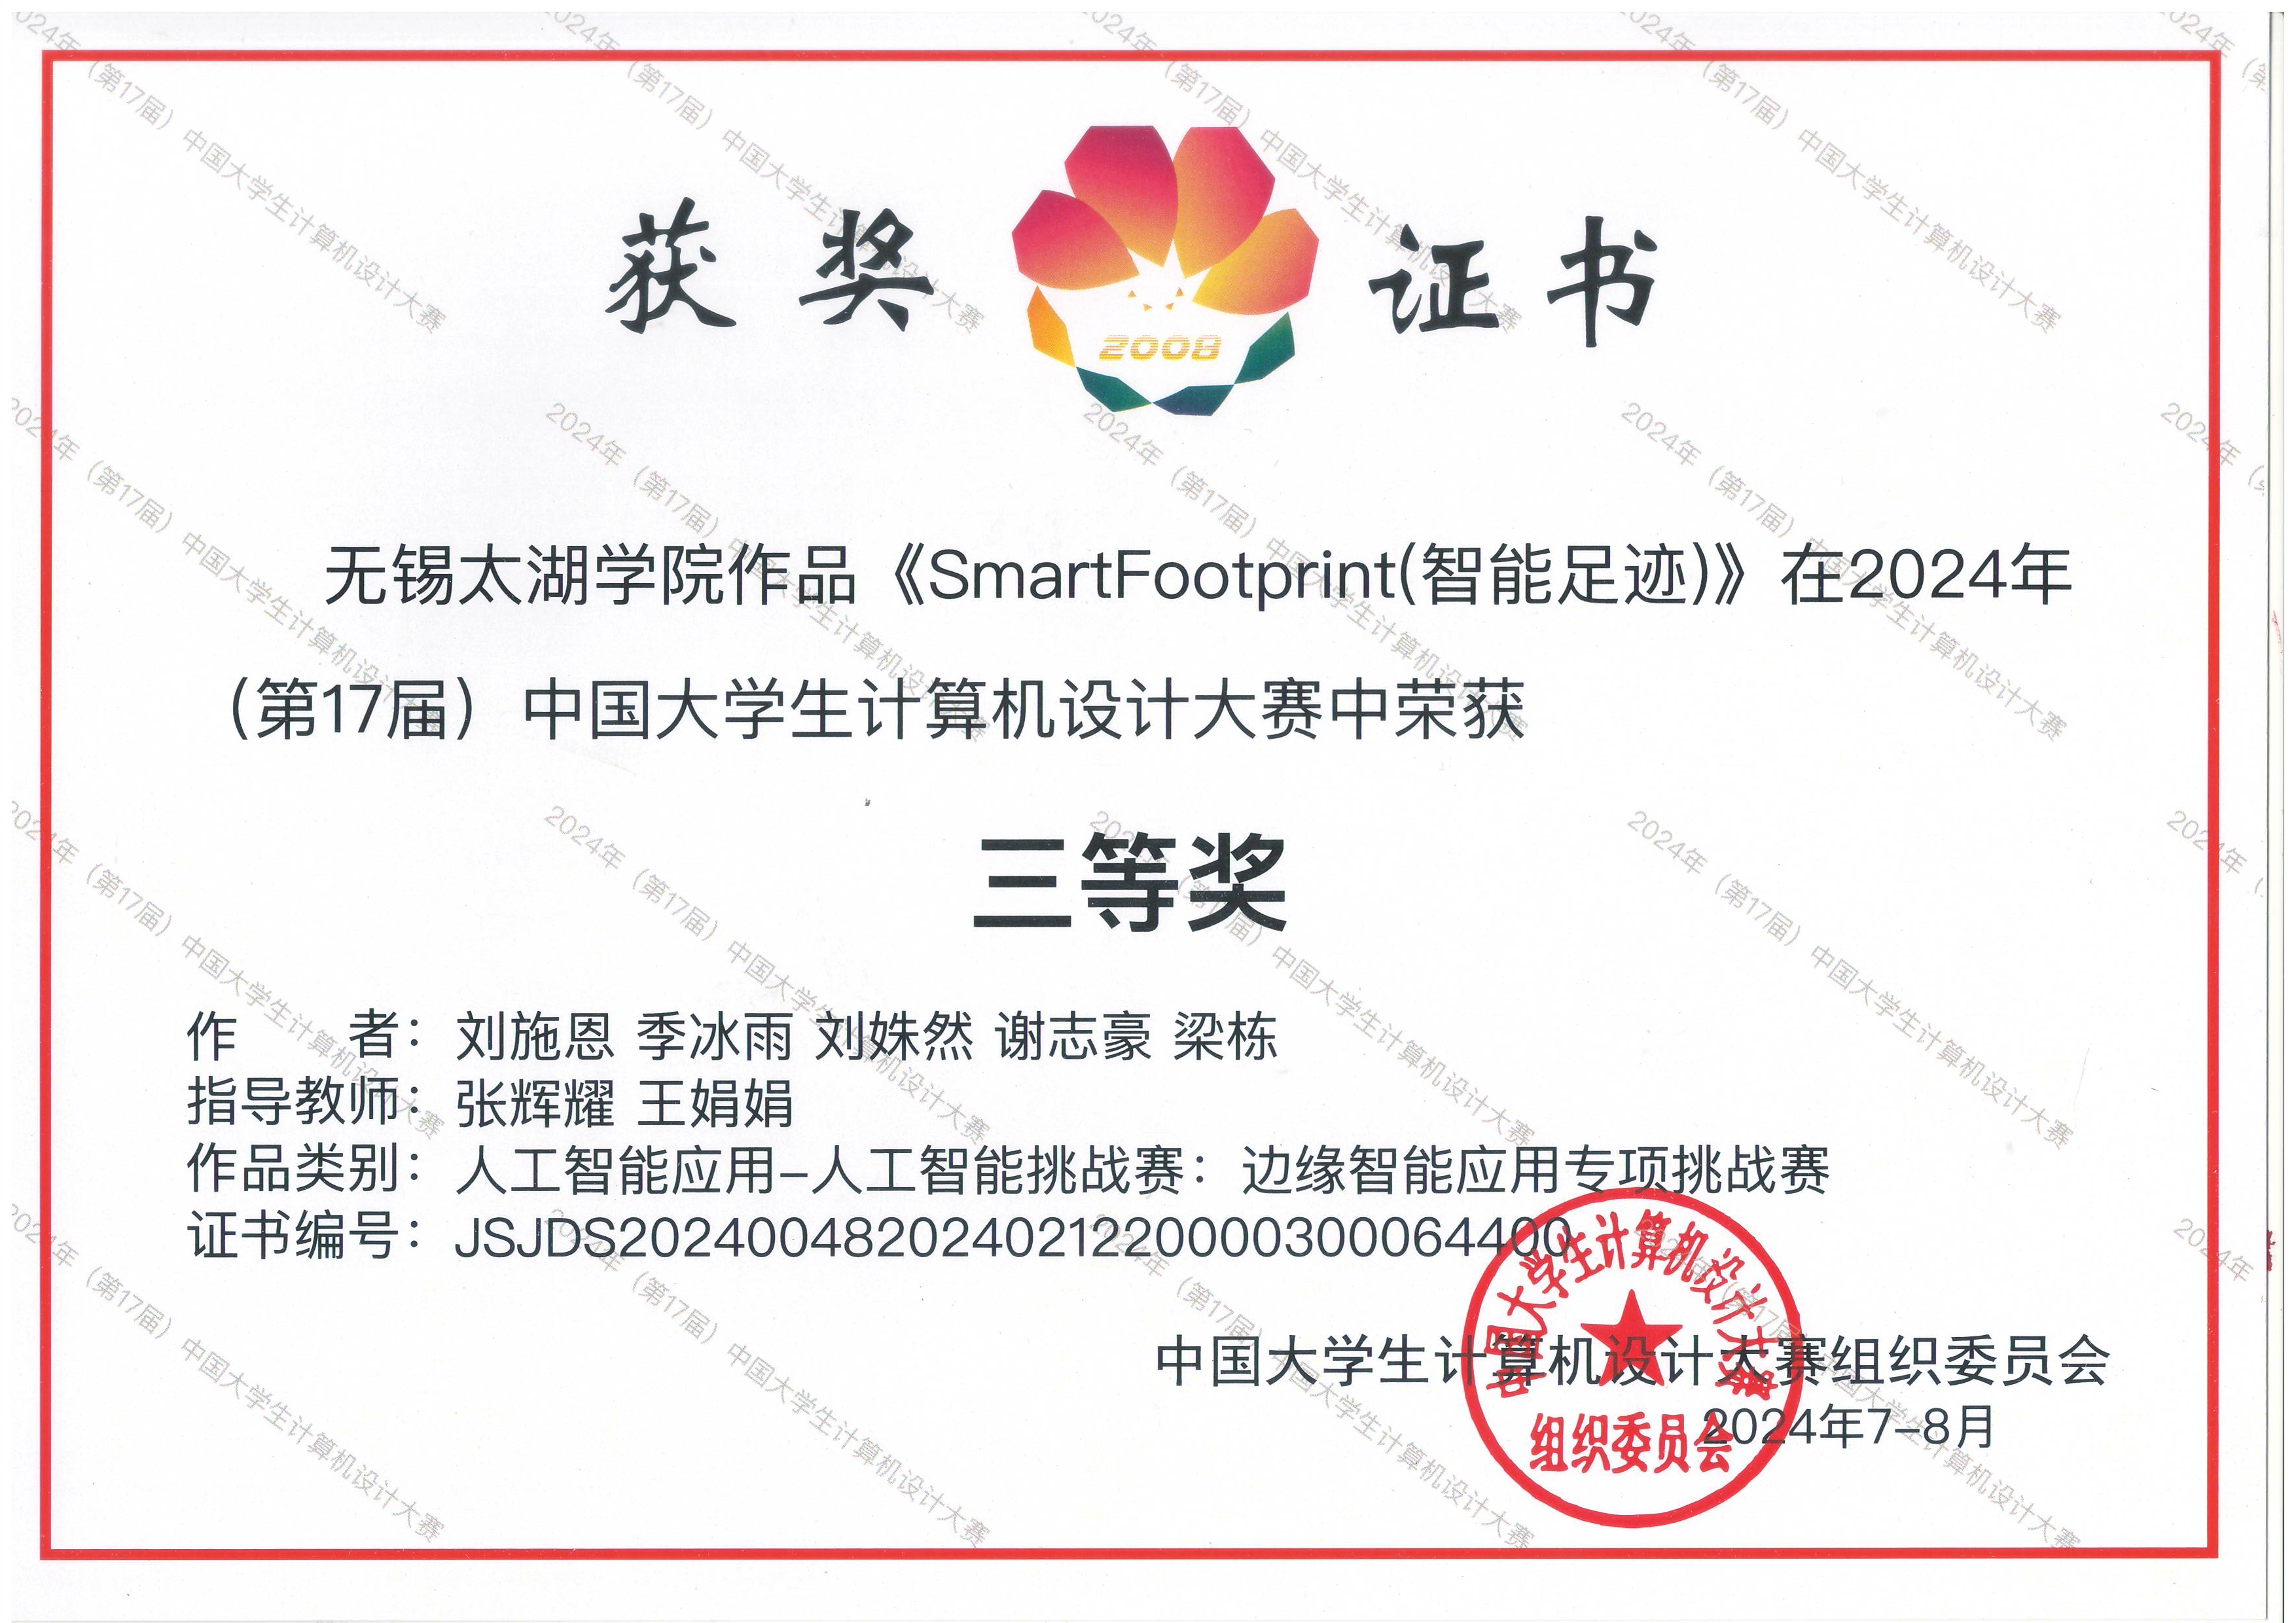 获奖 证书
2008
无锡太湖学院作品《SmartFootprint(智能足迹)》在2024年
（第17届）中国大学生计算机设计大赛中荣获
三等奖
作 者：刘施恩 季冰雨 刘姝然 谢志豪 梁栋
指导教师：张辉耀 王娟娟
作品类别：人工智能应用–人工智能挑战赛：边缘智能应用专项挑战赛
证书编号：JSJDS20240048202402122000030006440​0
中国大学生计算机设计大赛
组织委员会
中国大学生计算机设计大赛组织委员会
2024年7–8月
2024年（第17届）中国大学生计算机设计大赛